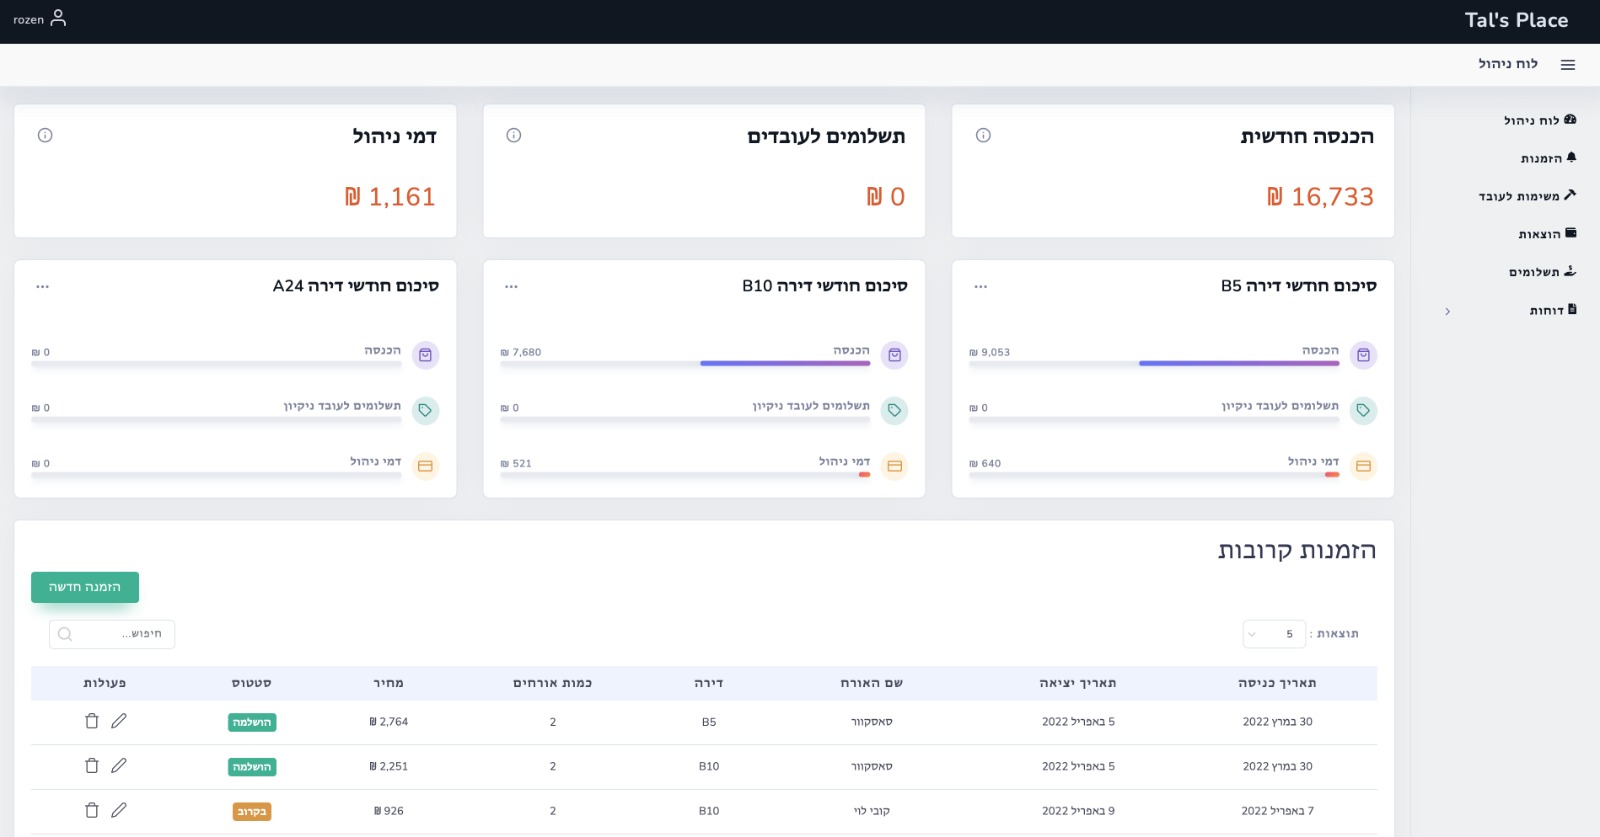 Tal's Place
rozen
לוח ניהול
לוח ניהול
הזמנות
משימות לעובד
הוצאות
תשלומים
דוחות
הכנסה חודשית
₪ 16,733
תשלומים לעובדים
₪ 0
דמי ניהול
₪ 1,161
סיכום חודשי דירה B5
הכנסה
₪ 9,053
תשלומים לעובד ניקיון
₪ 0
דמי ניהול
₪ 640
סיכום חודשי דירה B10
הכנסה
₪ 7,680
תשלומים לעובד ניקיון
₪ 0
דמי ניהול
₪ 521
סיכום חודשי דירה A24
הכנסה
₪ 0
תשלומים לעובד ניקיון
₪ 0
דמי ניהול
₪ 0
הזמנות קרובות
הזמנה חדשה
תוצאות : 5
חיפוש...
תאריך כניסה תאריך יציאה שם האורח דירה כמות אורחים מחיר סטטוס פעולות
30 במרץ 2022 5 באפריל 2022 סאסקוור B5 2 ₪ 2,764 הושלמה
30 במרץ 2022 5 באפריל 2022 סאסקוור B10 2 ₪ 2,251 הושלמה
7 באפריל 2022 9 באפריל 2022 קובי לוי B10 2 ₪ 926 בקרוב